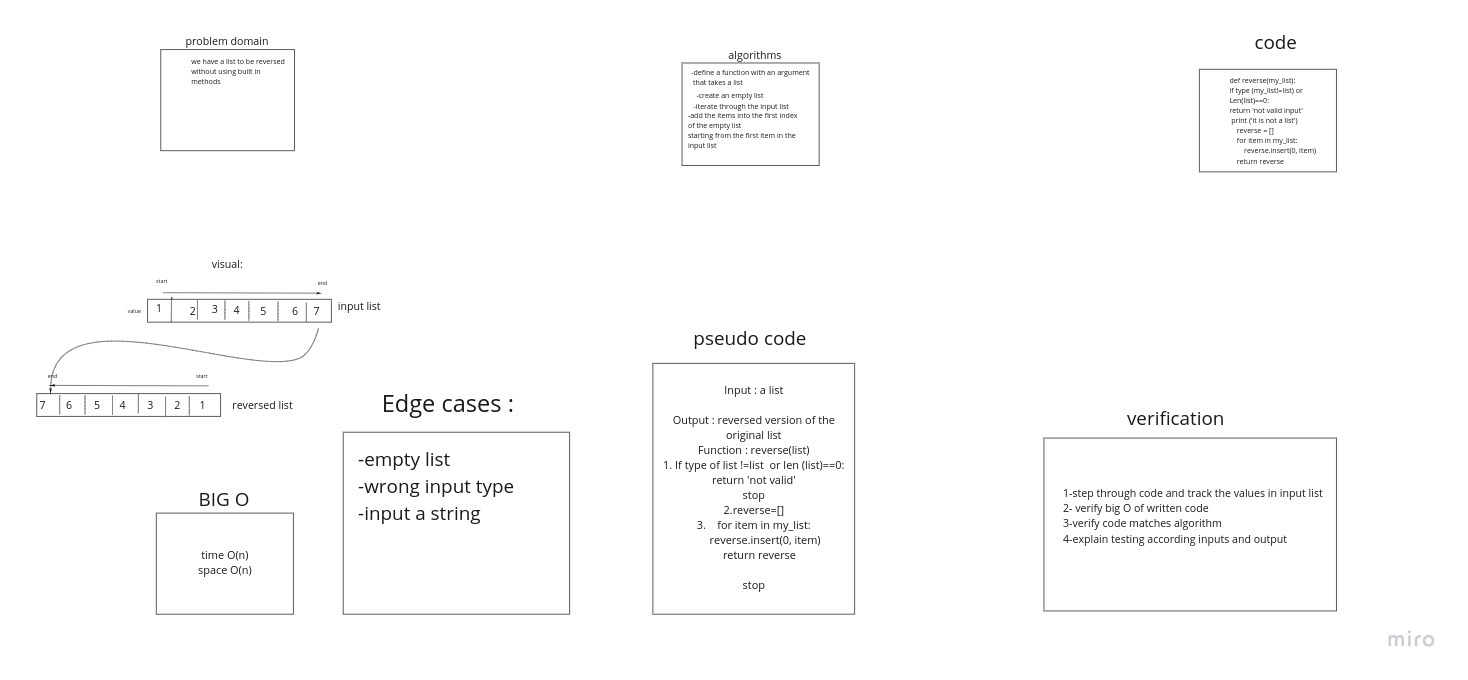 problem domain
we have a list to be reversed
without using built in
methods
algorithms
-define a function with an argument
that takes a list
-create an empty list
-iterate through the input list
-add the items into the first index
of the empty list
starting from the first item in the
input list
code
def reverse(my_list):
if type (my_list!=list) or
Len(list)==0:
return 'not valid input'
print ('it is not a list')
reverse = []
for item in my_list:
reverse.insert(0, item)
return reverse
visual:
start
end
value
1 2 3 4 5 6 7
input list
end
start
7 6 5 4 3 2 1
reversed list
BIG O
time O(n)
space O(n)
Edge cases :
-empty list
-wrong input type
-input a string
pseudo code
Input : a list
Output : reversed version of the
original list
Function : reverse(list)
1. If type of list !=list or len (list)==0:
return 'not valid'
stop
2.reverse=[]
3. for item in my_list:
reverse.insert(0, item)
return reverse
stop
verification
1-step through code and track the values in input list
2- verify big O of written code
3-verify code matches algorithm
4-explain testing according inputs and output
miro